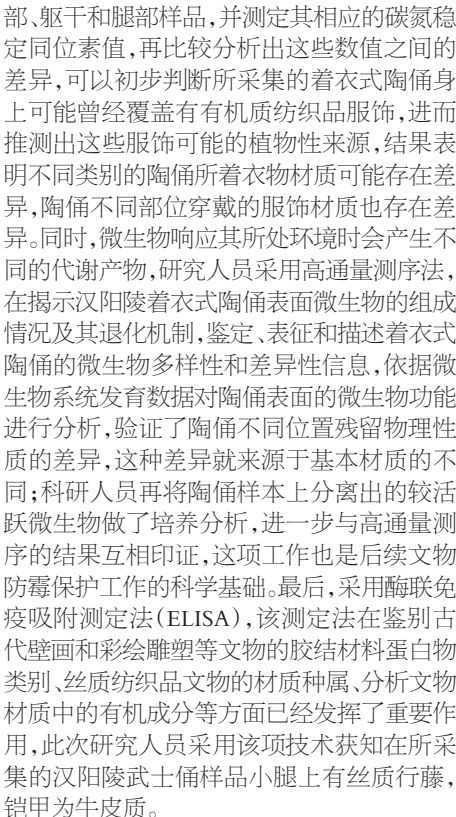 部、躯干和腿部样品,并测定其相应的碳氮稳
定同位素值,再比较分析出这些数值之间的
差异,可以初步判断所采集的着衣式陶俑身
上可能曾经覆盖有有机质纺织品服饰,进而
推测出这些服饰可能的植物性来源,结果表
明不同类别的陶俑所着衣物材质可能存在差
异,陶俑不同部位穿戴的服饰材质也存在差
异。同时,微生物响应其所处环境时会产生不
同的代谢产物,研究人员采用高通量测序法,
在揭示汉阳陵着衣式陶俑表面微生物的组成
情况及其退化机制,鉴定、表征和描述着衣式
陶俑的微生物多样性和差异性信息,依据微
生物系统发育数据对陶俑表面的微生物功能
进行分析,验证了陶俑不同位置残留物理性
质的差异,这种差异就来源于基本材质的不
同;科研人员再将陶俑样本上分离出的较活
跃微生物做了培养分析,进一步与高通量测
序的结果互相印证,这项工作也是后续文物
防霉保护工作的科学基础。最后,采用酶联免
疫吸附测定法(ELISA),该测定法在鉴别古
代壁画和彩绘雕塑等文物的胶结材料蛋白物
类别、丝质纺织品文物的材质种属、分析文物
材质中的有机成分等方面已经发挥了重要作
用,此次研究人员采用该项技术获知在所采
集的汉阳陵武士俑样品小腿上有丝质行藤,
铠甲为牛皮质。